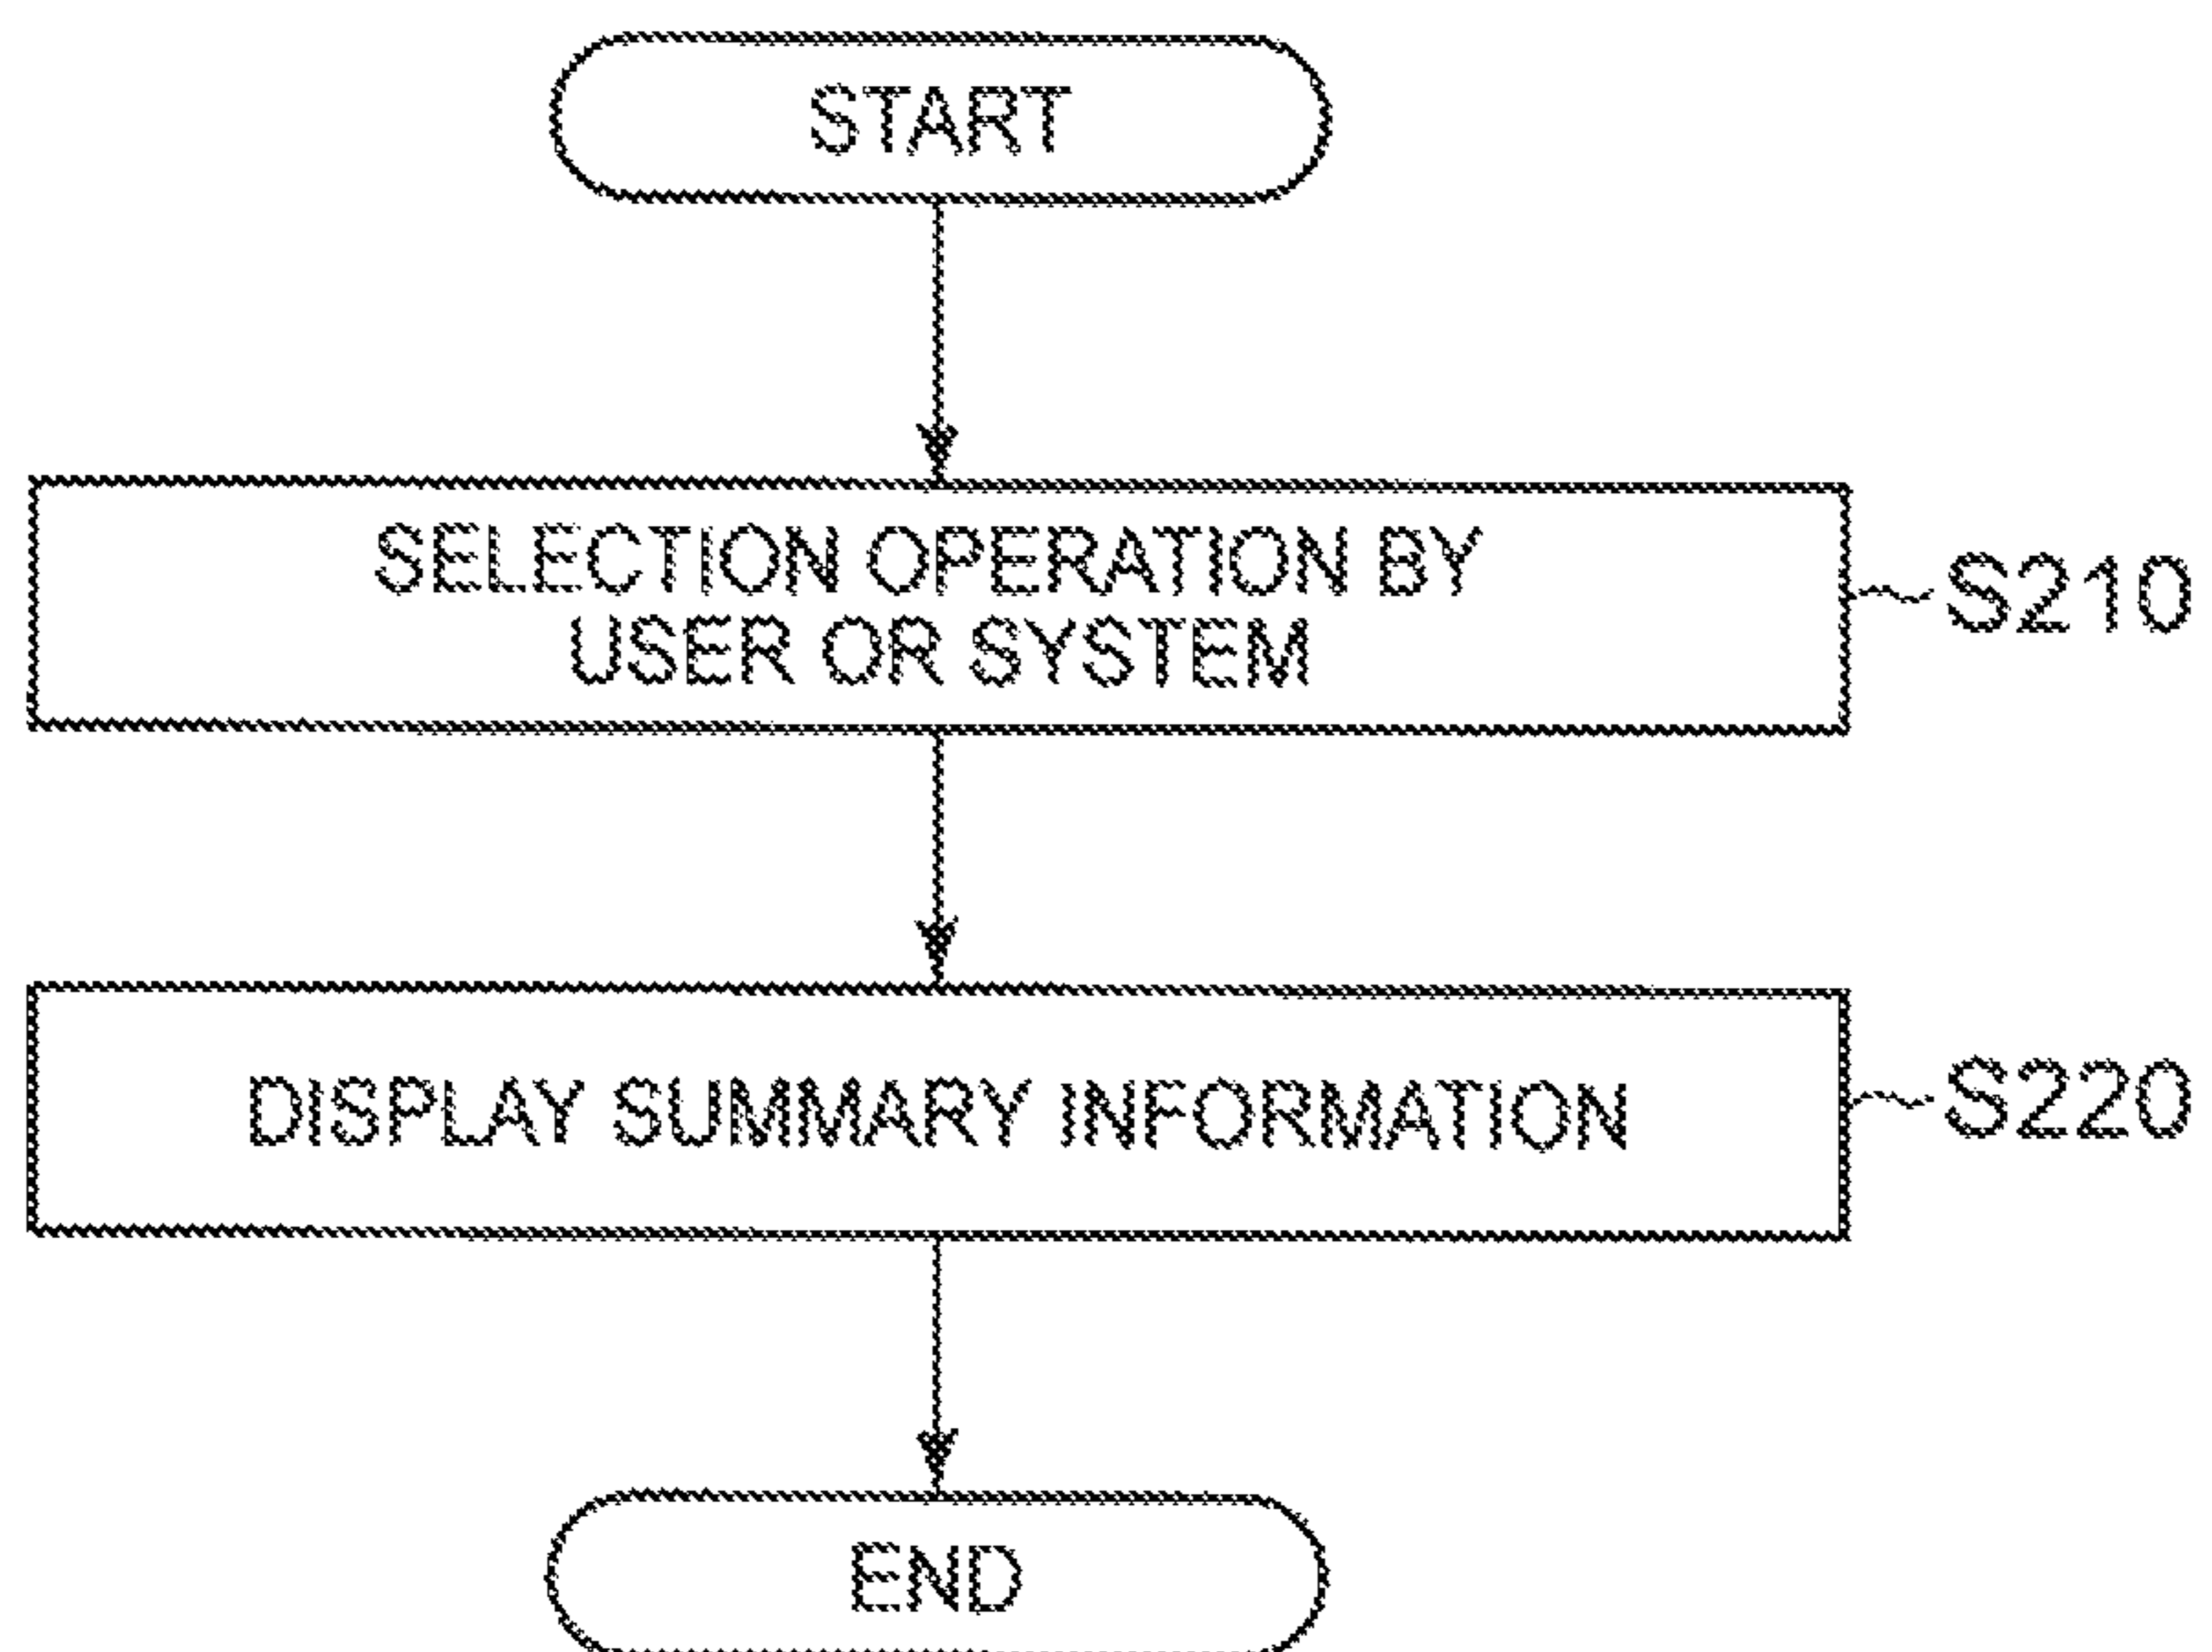 START
SELECTION OPERATION BY
USER OR SYSTEM
S210
DISPLAY SUMMARY INFORMATION
S220
END